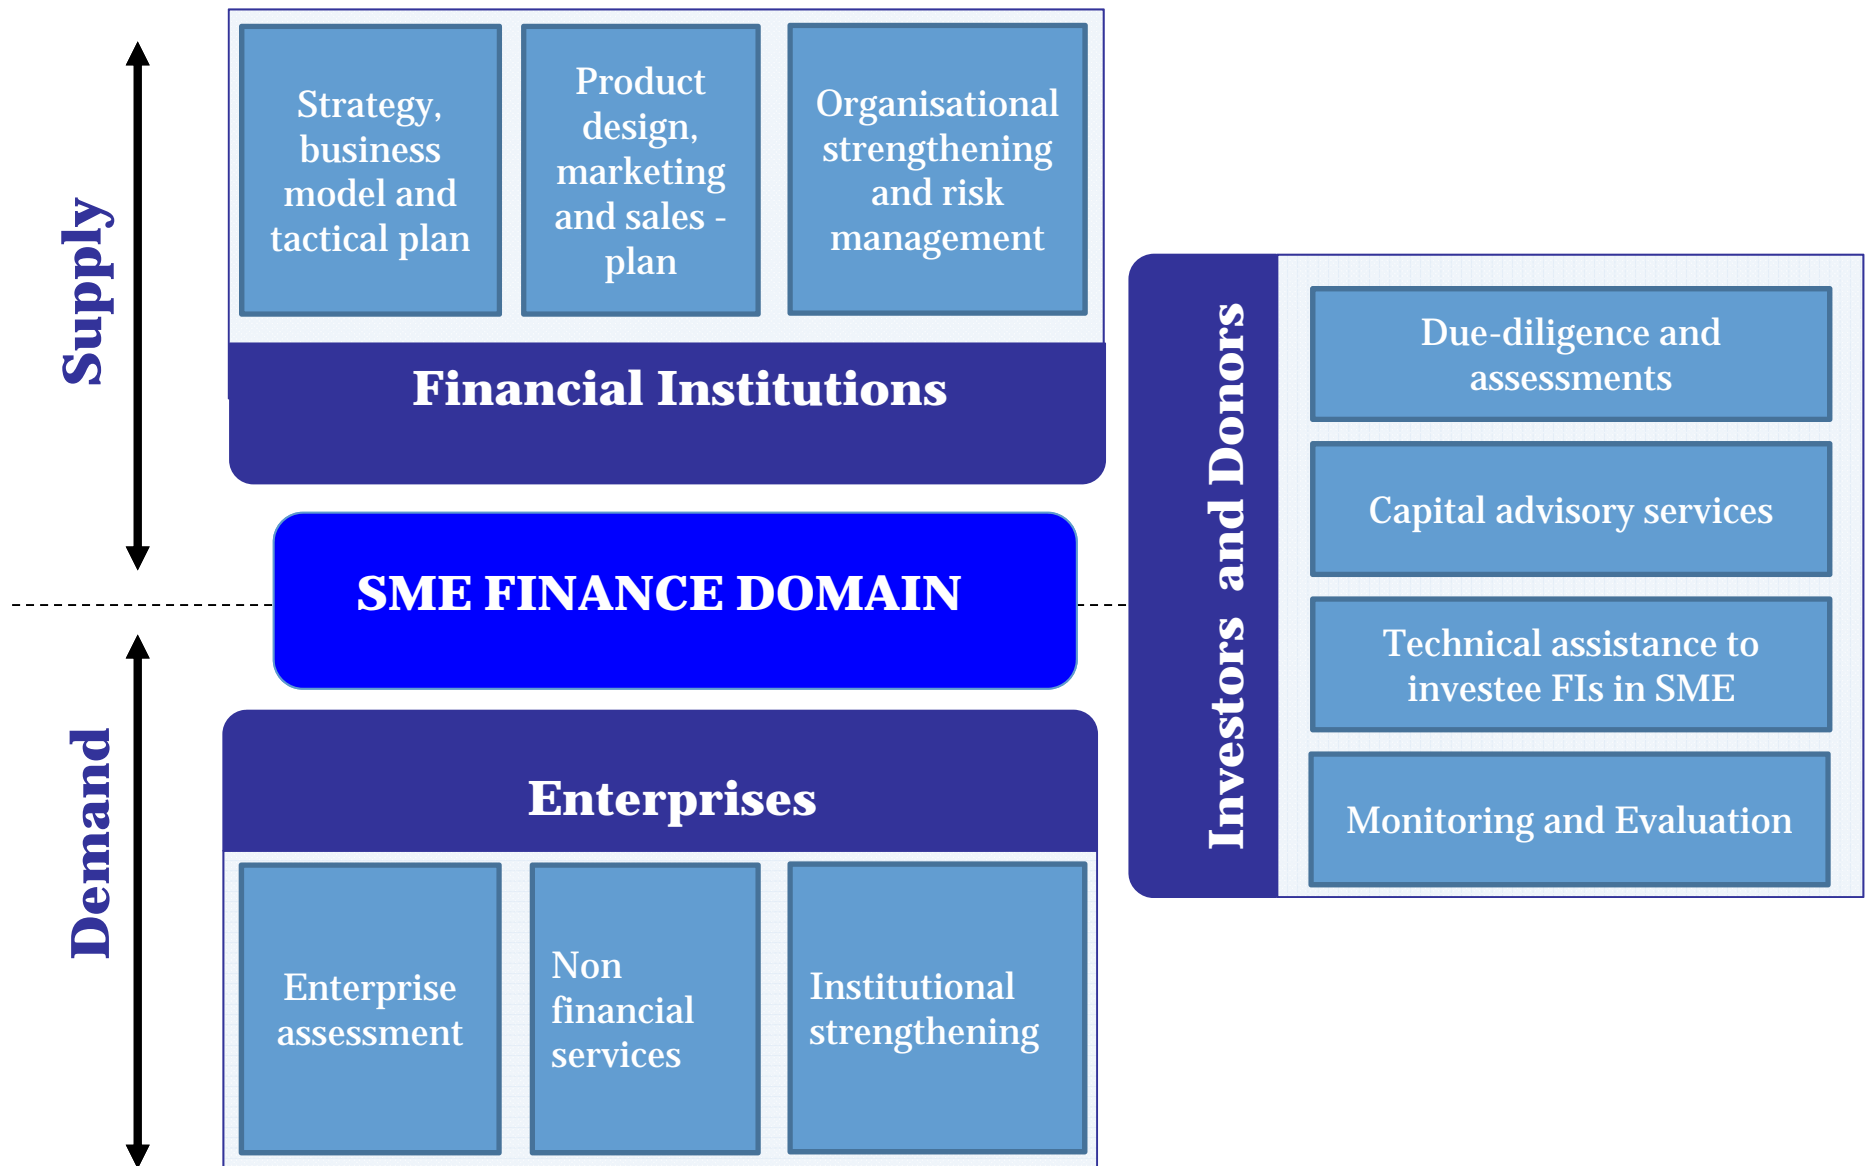 Supply
Strategy,
business
model and
tactical plan
Product
design,
marketing
and sales -
plan
Organisational
strengthening
and risk
management
Financial Institutions
SME FINANCE DOMAIN
Demand
Enterprises
Enterprise
assessment
Non
financial
services
Institutional
strengthening
Investors and Donors
Due-diligence and
assessments
Capital advisory services
Technical assistance to
investee FIs in SME
Monitoring and Evaluation